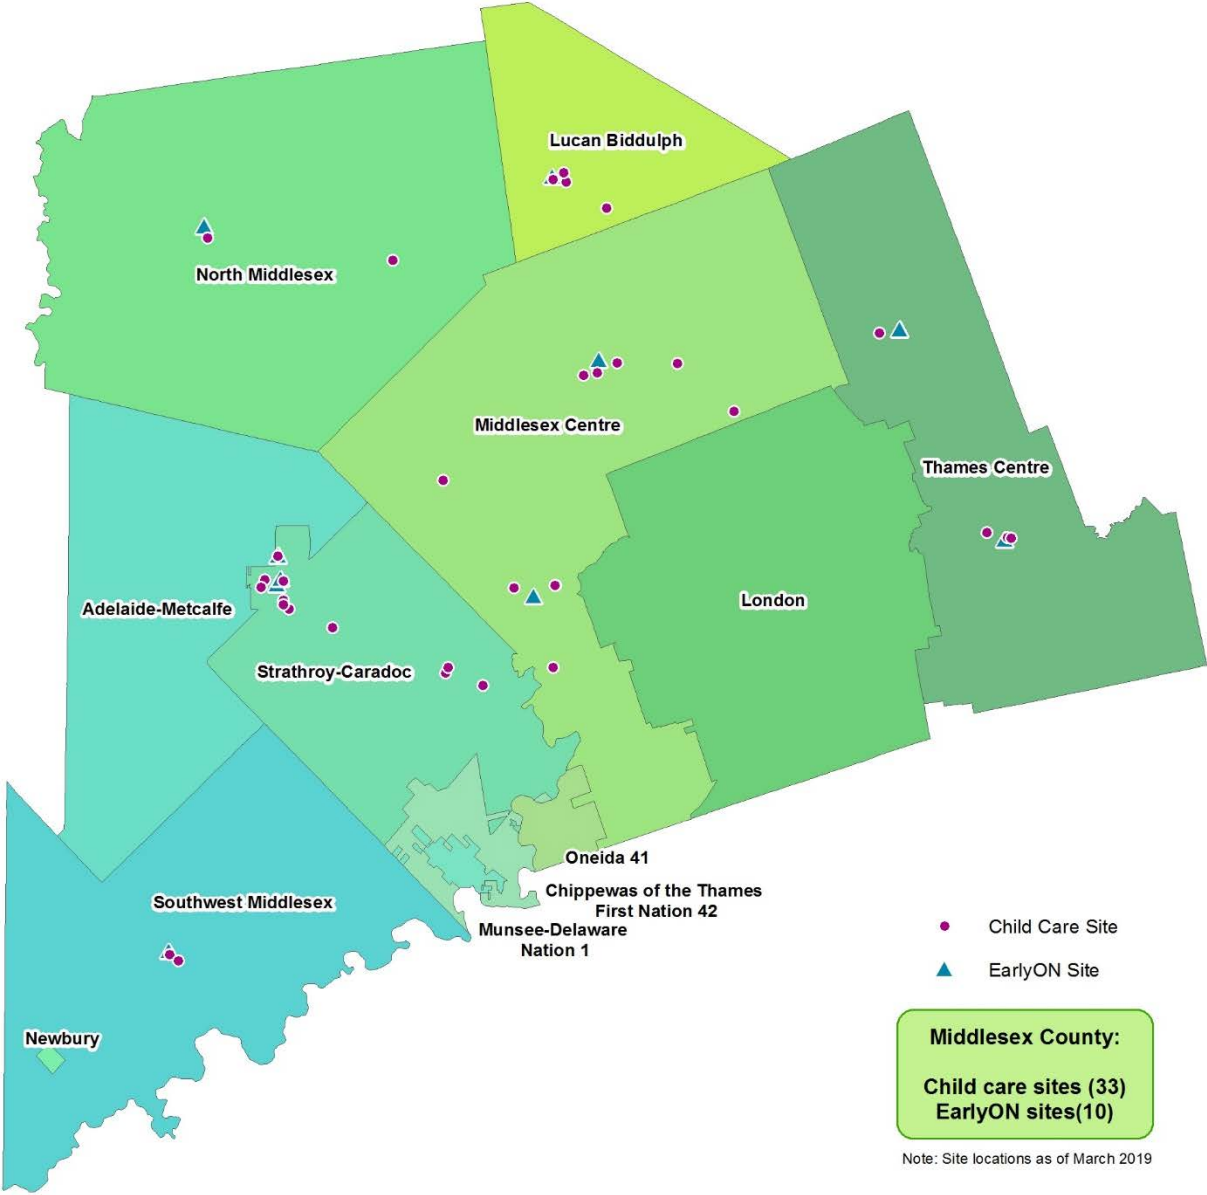 Lucan Biddulph
North Middlesex
Middlesex Centre
Thames Centre
London
Adelaide-Metcalfe
Strathroy-Caradoc
Oneida 41
Chippewas of the Thames
First Nation 42
Munsee-Delaware
Nation 1
Southwest Middlesex
Newbury
Child Care Site
EarlyON Site
Middlesex County:
Child care sites (33)
EarlyON sites(10)
Note: Site locations as of March 2019